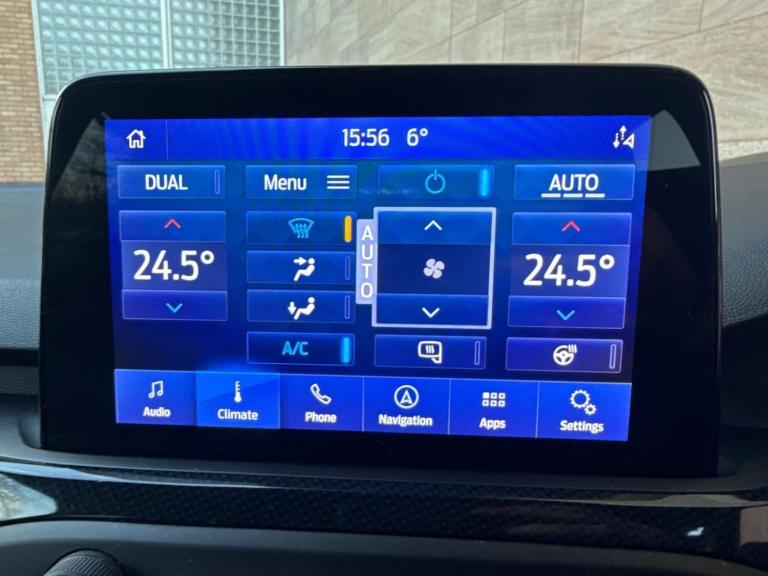 15:56 6°
DUAL Menu AUTO
24.5° AUTO 24.5°
A/C
Audio Climate Phone Navigation Apps Settings